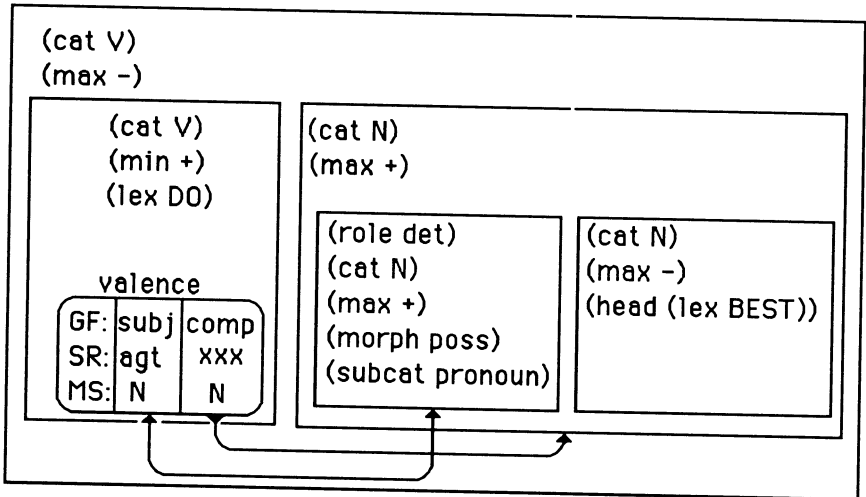 (cat V)
(max -)
(cat V)
(min +)
(lex DO)
valence
GF: subj comp
SR: agt xxx
MS: N N
(cat N)
(max +)
(role det)
(cat N)
(max +)
(morph poss)
(subcat pronoun)
(cat N)
(max -)
(head (lex BEST))